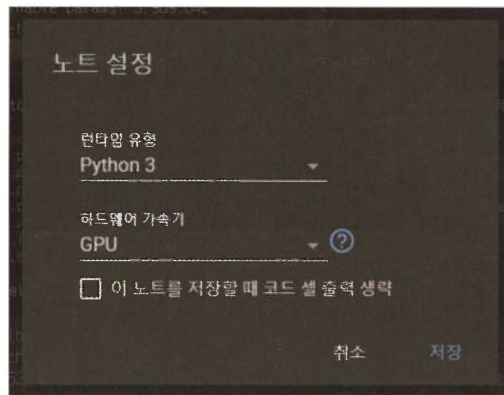 노트 설정
런타임 유형
Python 3
하드웨어 가속기
GPU
?
이 노트를 저장할 때 코드 셀 출력 생략
취소 저장